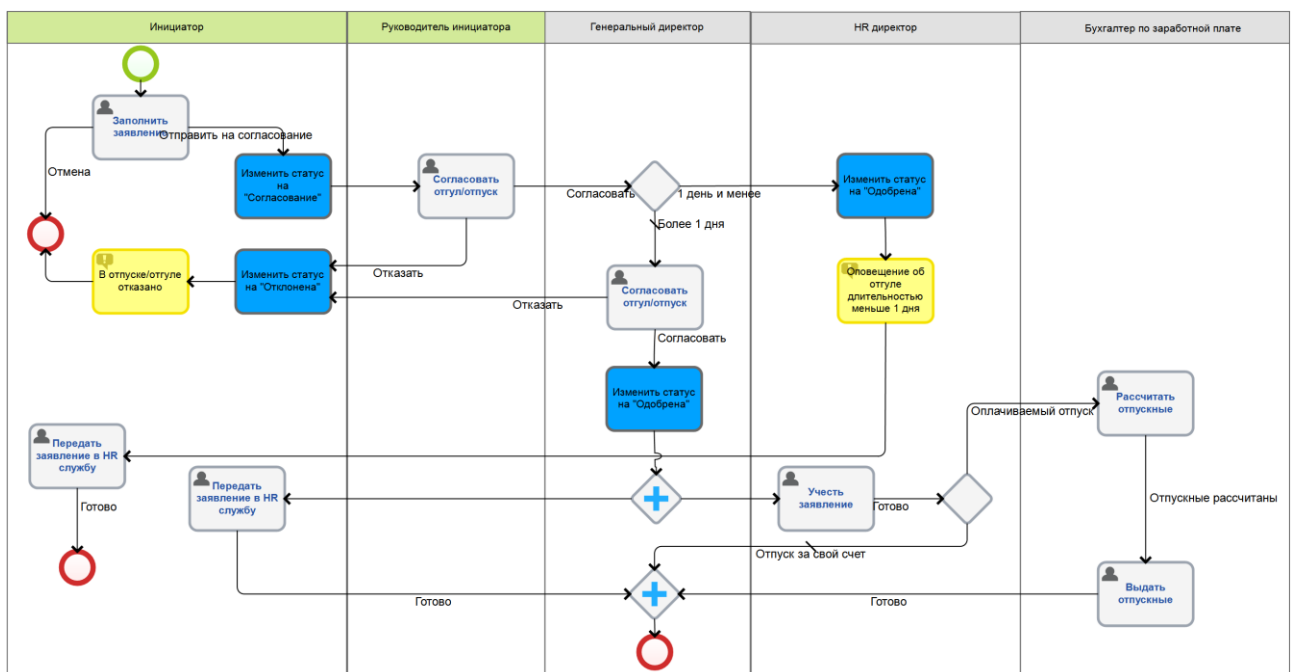 Инициатор
Руководитель инициатора
Генеральный директор
HR директор
Бухгалтер по заработной плате
Заполнить
заявление
Отправить на согласование
Отмена
Изменить статус
на
"Согласование"
Согласовать
отгул/отпуск
Согласовать
1 день и менее
Изменить статус
на "Одобрена"
Более 1 дня
В отпуске/отгуле
отказано
Изменить статус
на "Отклонена"
Отказать
Отказать
Согласовать
отгул/отпуск
Оповещение об
отгуле
длительностью
меньше 1 дня
Согласовать
Изменить статус
на "Одобрена"
Оплачиваемый отпуск
Рассчитать
отпускные
Передать
заявление в HR
службу
Готово
Передать
заявление в HR
службу
Учесть
заявление
Готово
Отпускные рассчитаны
Отпуск за свой счет
Готово
Готово
Выдать
отпускные